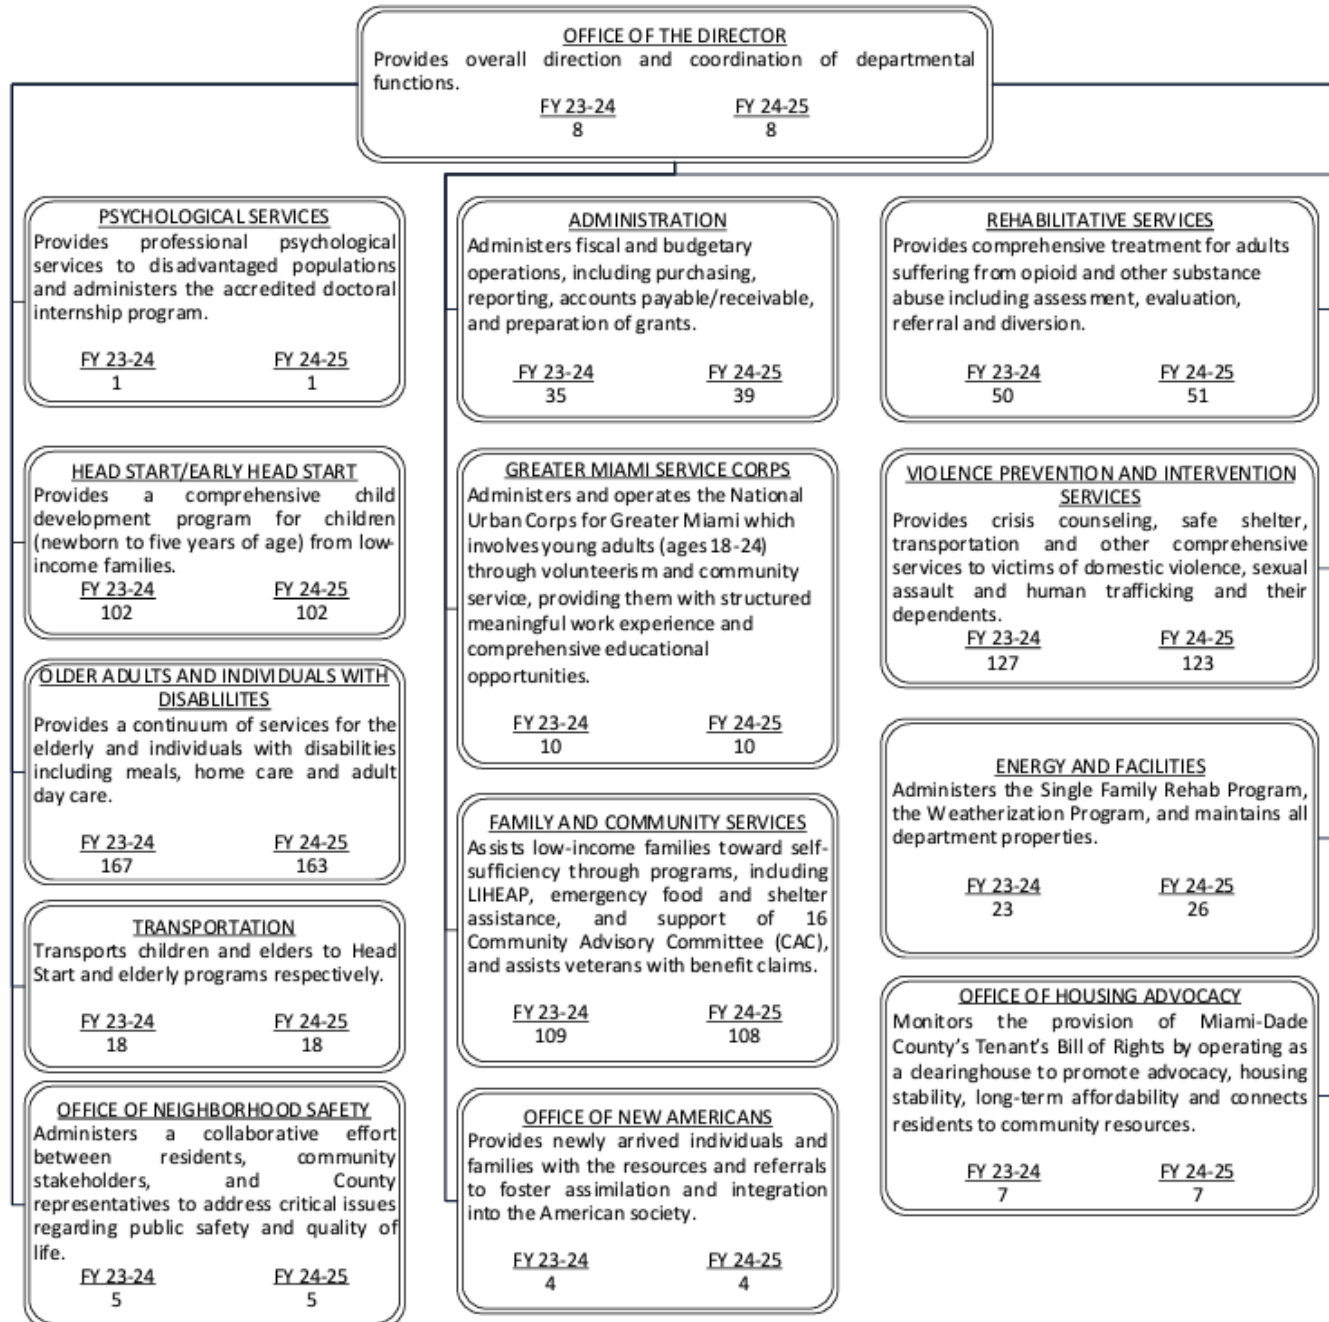 OFFICE OF THE DIRECTOR
Provides overall direction and coordination of departmental
functions.
FY 23-24 FY 24-25
8 8
PSYCHOLOGICAL SERVICES
Provides professional psychological
services to disadvantaged populations
and administers the accredited doctoral
internship program.
FY 23-24 FY 24-25
1 1
HEAD START/EARLY HEAD START
Provides a comprehensive child
development program for children
(newborn to five years of age) from low-
income families.
FY 23-24 FY 24-25
102 102
OLDER ADULTS AND INDIVIDUALS WITH
DISABLILITES
Provides a continuum of services for the
elderly and individuals with disabilities
including meals, home care and adult
day care.
FY 23-24 FY 24-25
167 163
TRANSPORTATION
Transports children and elders to Head
Start and elderly programs respectively.
FY 23-24 FY 24-25
18 18
OFFICE OF NEIGHBORHOOD SAFETY
Administers a collaborative effort
between residents, community
stakeholders, and County
representatives to address critical issues
regarding public safety and quality of
life.
FY 23-24 FY 24-25
5 5
ADMINISTRATION
Administers fiscal and budgetary
operations, including purchasing,
reporting, accounts payable/receivable,
and preparation of grants.
FY 23-24 FY 24-25
35 39
GREATER MIAMI SERVICE CORPS
Administers and operates the National
Urban Corps for Greater Miami which
involves young adults (ages 18-24)
through volunteerism and community
service, providing them with structured
meaningful work experience and
comprehensive educational
opportunities.
FY 23-24 FY 24-25
10 10
FAMILY AND COMMUNITY SERVICES
Assists low-income families toward self-
sufficiency through programs, including
LIHEAP, emergency food and shelter
assistance, and support of 16
Community Advisory Committee (CAC),
and assists veterans with benefit claims.
FY 23-24 FY 24-25
109 108
OFFICE OF NEW AMERICANS
Provides newly arrived individuals and
families with the resources and referrals
to foster assimilation and integration
into the American society.
FY 23-24 FY 24-25
4 4
REHABILITATIVE SERVICES
Provides comprehensive treatment for adults
suffering from opioid and other substance
abuse including assessment, evaluation,
referral and diversion.
FY 23-24 FY 24-25
50 51
VIOLENCE PREVENTION AND INTERVENTION
SERVICES
Provides crisis counseling, safe shelter,
transportation and other comprehensive
services to victims of domestic violence, sexual
assault and human trafficking and their
dependents.
FY 23-24 FY 24-25
127 123
ENERGY AND FACILITIES
Administers the Single Family Rehab Program,
the Weatherization Program, and maintains all
department properties.
FY 23-24 FY 24-25
23 26
OFFICE OF HOUSING ADVOCACY
Monitors the provision of Miami-Dade
County's Tenant's Bill of Rights by operating as
a clearinghouse to promote advocacy, housing
stability, long-term affordability and connects
residents to community resources.
FY 23-24 FY 24-25
7 7